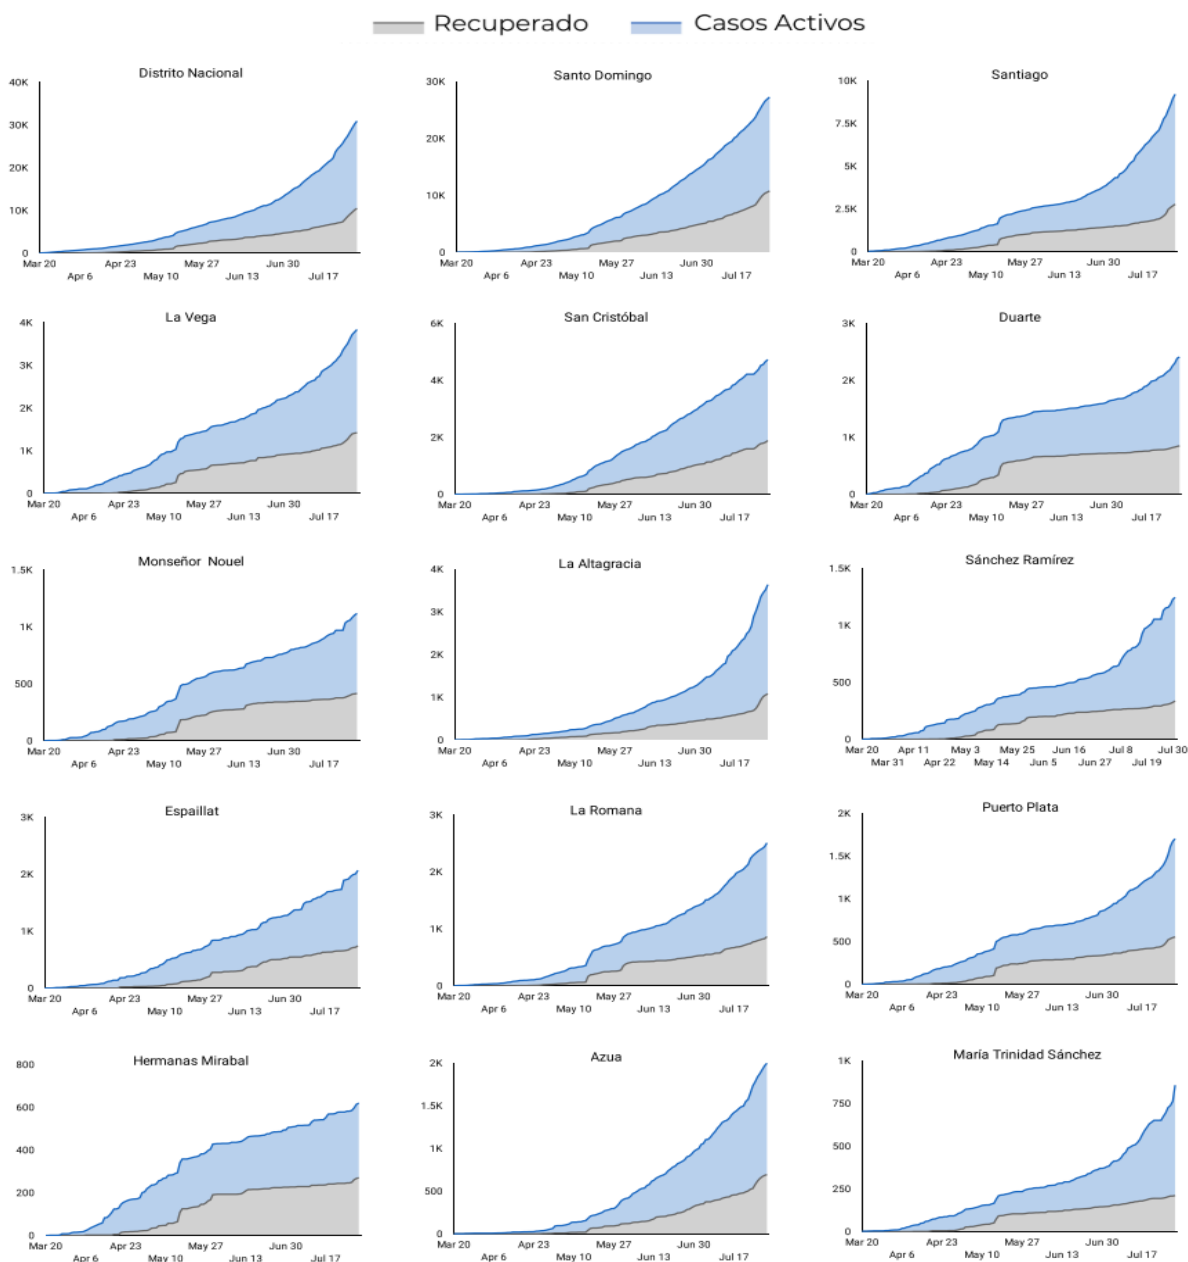 Recuperado Casos Activos
Distrito Nacional
40K
30K
20K
10K
0
Mar 20 Apr 23 May 27 Jun 30
Apr 6 May 10 Jun 13 Jul 17
Santo Domingo
30K
20K
10K
0
Mar 20 Apr 23 May 27 Jun 30
Apr 6 May 10 Jun 13 Jul 17
Santiago
10K
7.5K
5K
2.5K
0
Mar 20 Apr 23 May 27 Jun 30
Apr 6 May 10 Jun 13 Jul 17
La Vega
4K
3K
2K
1K
0
Mar 20 Apr 23 May 27 Jun 30
Apr 6 May 10 Jun 13 Jul 17
San Cristóbal
6K
4K
2K
0
Mar 20 Apr 23 May 27 Jun 30
Apr 6 May 10 Jun 13 Jul 17
Duarte
3K
2K
1K
0
Mar 20 Apr 23 May 27 Jun 30
Apr 6 May 10 Jun 13 Jul 17
Monseñor Nouel
1.5K
1K
500
0
Mar 20 Apr 23 May 27 Jun 30
Apr 6 May 10 Jun 13 Jul 17
La Altagracia
4K
3K
2K
1K
0
Mar 20 Apr 23 May 27 Jun 30
Apr 6 May 10 Jun 13 Jul 17
Sánchez Ramírez
1.5K
1K
500
0
Mar 20 Apr 11 May 3 May 25 Jun 16 Jul 8 Jul 30
Mar 31 Apr 22 May 14 Jun 5 Jun 27 Jul 19
Espaillat
3K
2K
1K
0
Mar 20 Apr 23 May 27 Jun 30
Apr 6 May 10 Jun 13 Jul 17
La Romana
3K
2K
1K
0
Mar 20 Apr 23 May 27 Jun 30
Apr 6 May 10 Jun 13 Jul 17
Puerto Plata
2K
1.5K
1K
500
0
Mar 20 Apr 23 May 27 Jun 30
Apr 6 May 10 Jun 13 Jul 17
Hermanas Mirabal
800
600
400
200
0
Mar 20 Apr 23 May 27 Jun 30
Apr 6 May 10 Jun 13 Jul 17
Azua
2K
1.5K
1K
500
0
Mar 20 Apr 23 May 27 Jun 30
Apr 6 May 10 Jun 13 Jul 17
María Trinidad Sánchez
1K
750
500
250
0
Mar 20 Apr 23 May 27 Jun 30
Apr 6 May 10 Jun 13 Jul 17